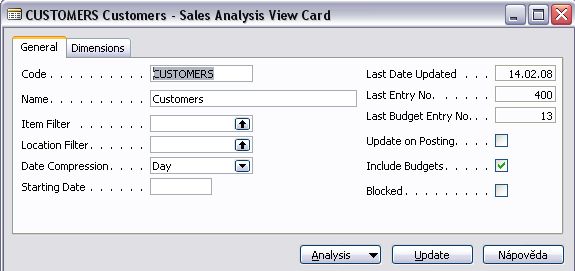 CUSTOMERS Customers - Sales Analysis View Card
General Dimensions
Code . . . . . . . . . . CUSTOMERS Last Date Updated . . . 14.02.08
Name. . . . . . . . . . Customers Last Entry No. . . . . . 400
Item Filter . . . . . . . Last Budget Entry No. . . 13
Location Filter. . . . . . Update on Posting. . . .
Date Compression. . . . Day Include Budgets. . . . .
Starting Date . . . . . . Blocked . . . . . . . . .
Analysis Update Nápověda